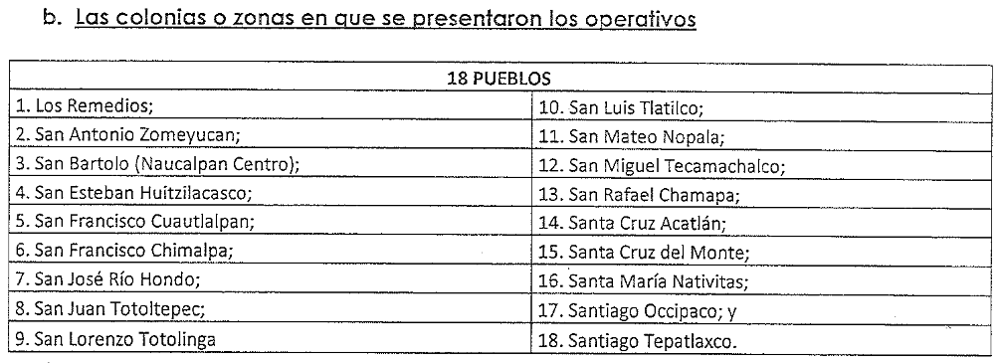 b. Las colonias o zonas en que se presentaron los operativos
18 PUEBLOS
1. Los Remedios;
2. San Antonio Zomeyucan;
3. San Bartolo (Naucalpan Centro);
4. San Esteban Huitzilacasco;
5. San Francisco Cuautlalpan;
6. San Francisco Chimalpa;
7. San José Río Hondo;
8. San Juan Totoltepec;
9. San Lorenzo Totolinga
10. San Luis Tlatilco;
11. San Mateo Nopala;
12. San Miguel Tecamachalco;
13. San Rafael Chamapa;
14. Santa Cruz Acatlán;
15. Santa Cruz del Monte;
16. Santa María Nativitas;
17. Santiago Occipaco; y
18. Santiago Tepatlaxco.